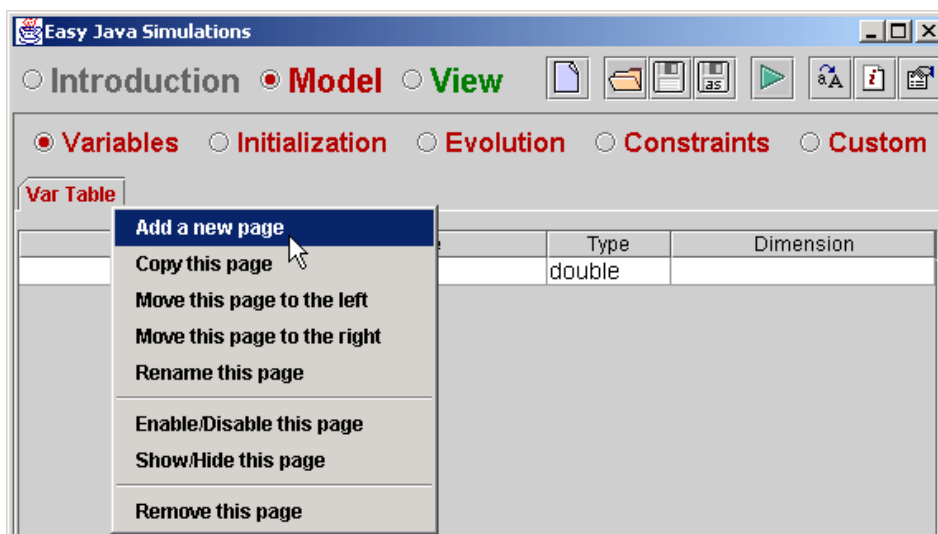 Easy Java Simulations
Introduction Model View
as aA i
Variables Initialization Evolution Constraints Custom
Var Table
Type Dimension
double
Add a new page
Copy this page
Move this page to the left
Move this page to the right
Rename this page
Enable/Disable this page
Show/Hide this page
Remove this page